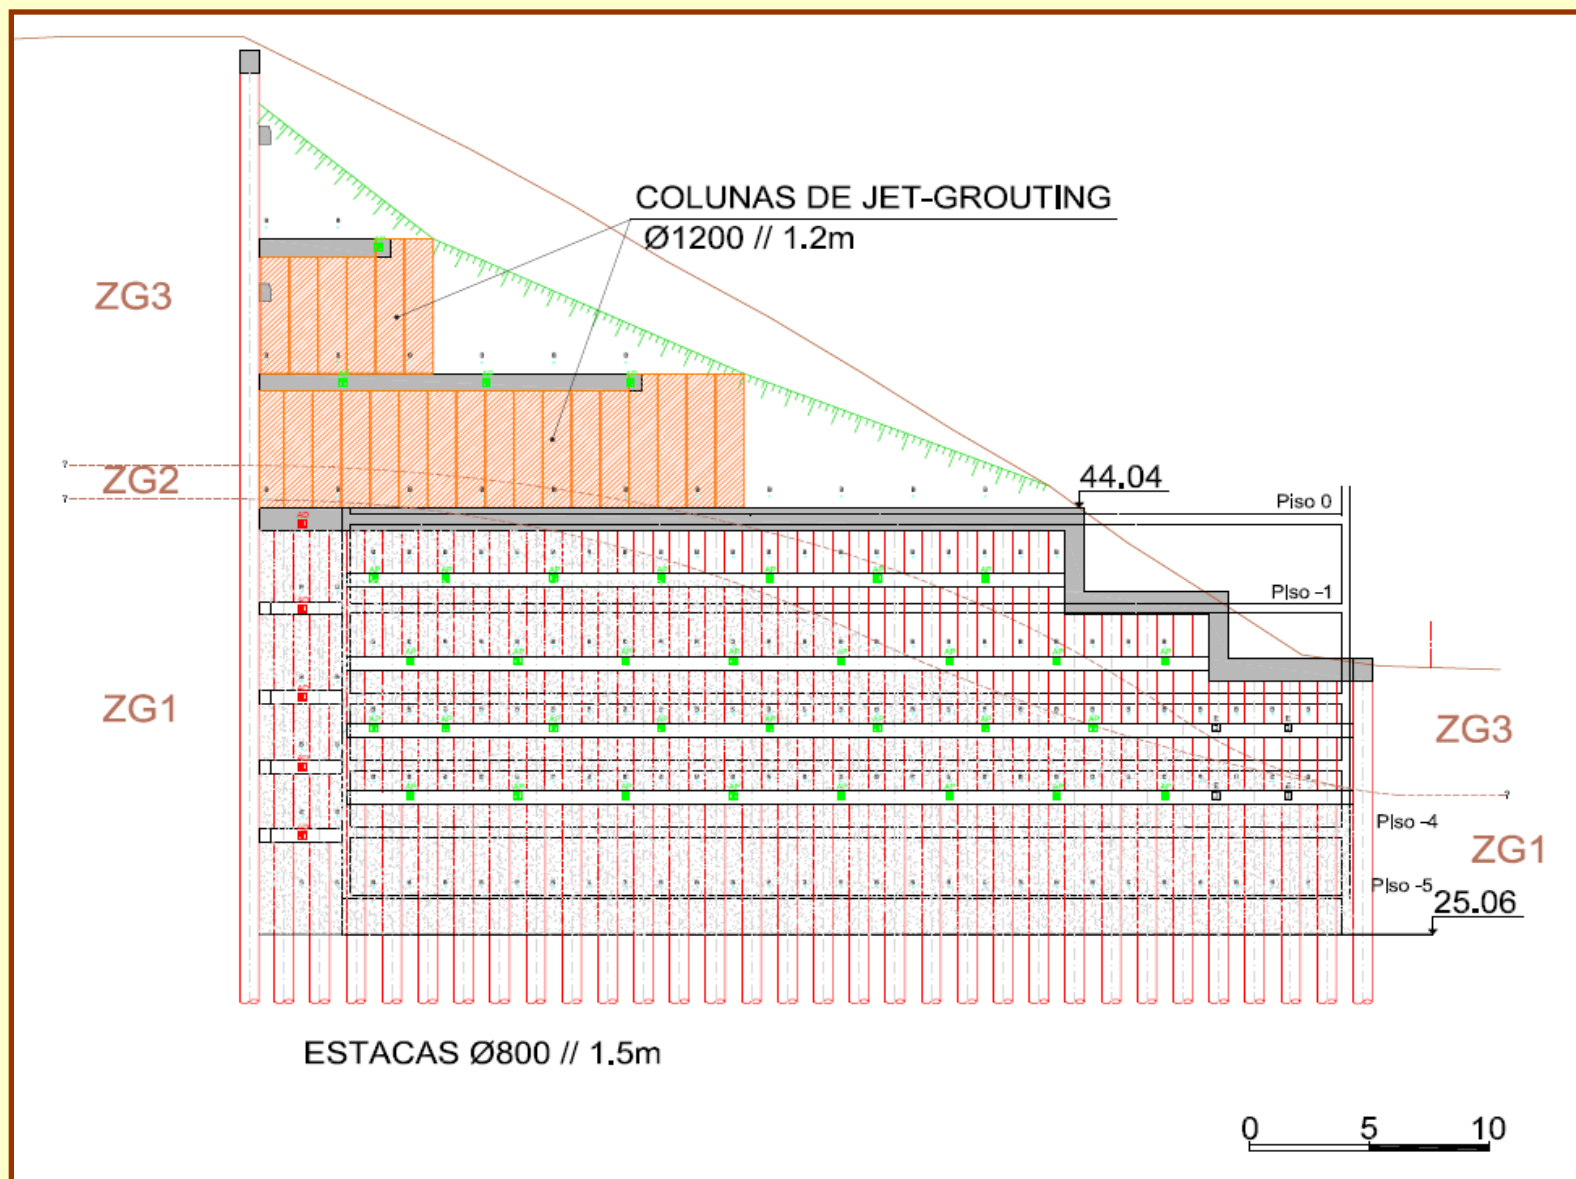 COLUNAS DE JET-GROUTING
Ø1200 // 1.2m
ZG3
ZG2
44.04
Piso 0
Piso -1
ZG1
ZG3
Piso -4
ZG1
Piso -5
25.06
ESTACAS Ø800 // 1.5m
0 5 10